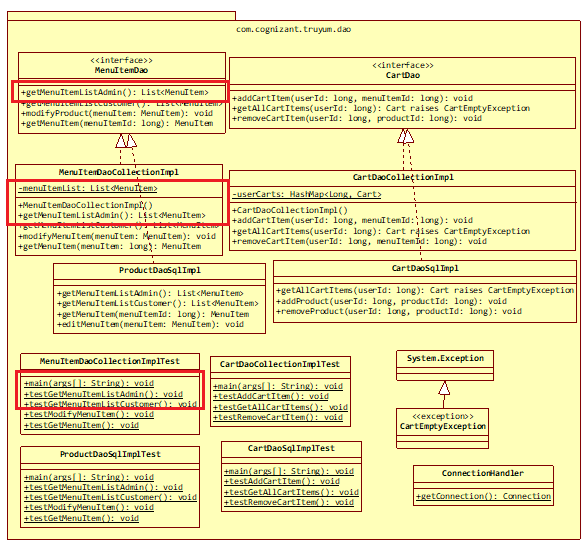 com.cognizant.truyum.dao
<<interface>>
MenuItemDao
+getMenuItemListAdmin(): List<MenuItem>
+getMenuItemListCustomer(): List<MenuItem>
+modifyProduct(menuItem: MenuItem): void
+getMenuItem(menuItemId: long): MenuItem
<<interface>>
CartDao
+addCartItem(userId: long, menuItemId: long): void
+getAllCartItems(userId: long): Cart raises CartEmptyException
+removeCartItem(userId: long, productId: long): void
MenuItemDaoCollectionImpl
-menuItemList: List<MenuItem>
+MenuItemDaoCollectionImpl()
+getMenuItemListAdmin(): List<MenuItem>
+getMenuItemListCustomer(): List<MenuItem>
+modifyMenuItem(menuItem: MenuItem): void
+getMenuItem(menuItem: long): MenuItem
CartDaoCollectionImpl
-userCarts: HashMap<Long, Cart>
+CartDaoCollectionImpl()
+addCartItem(userId: long, menuItemId: long): void
+getAllCartItems(userId: long): Cart raises CartEmptyException
+removeCartItem(userId: long, menuItemId: long): void
ProductDaoSqlImpl
+getMenuItemListAdmin(): List<MenuItem>
+getMenuItemListCustomer(): List<MenuItem>
+getMenuItem(menuItemId: long): MenuItem
+editMenuItem(menuItem: MenuItem): void
CartDaoSqlImpl
+getAllCartItems(userId: long): Cart raises CartEmptyException
+addProduct(userId: long, productId: long): void
+removeProduct(userId: long, productId: long): void
MenuItemDaoCollectionImplTest
+main(args[]: String): void
+testGetMenuItemListAdmin(): void
+testGetMenuItemListCustomer(): void
+testModifyMenuItem(): void
+testGetMenuItem(): void
CartDaoCollectionImplTest
+main(args[]: String): void
+testAddCartItem(): void
+testGetAllCartItems(): void
+testRemoveCartItem(): void
System.Exception
<<exception>>
CartEmptyException
ProductDaoSqlImplTest
+main(args[]: String): void
+testGetMenuItemListAdmin(): void
+testGetMenuItemListCustomer(): void
+testModifyMenuItem(): void
+testGetMenuItem(): void
CartDaoSqlImplTest
+main(args[]: String): void
+testAddCartItem(): void
+testGetAllCartItems(): void
+testRemoveCartItem(): void
ConnectionHandler
+getConnection(): Connection